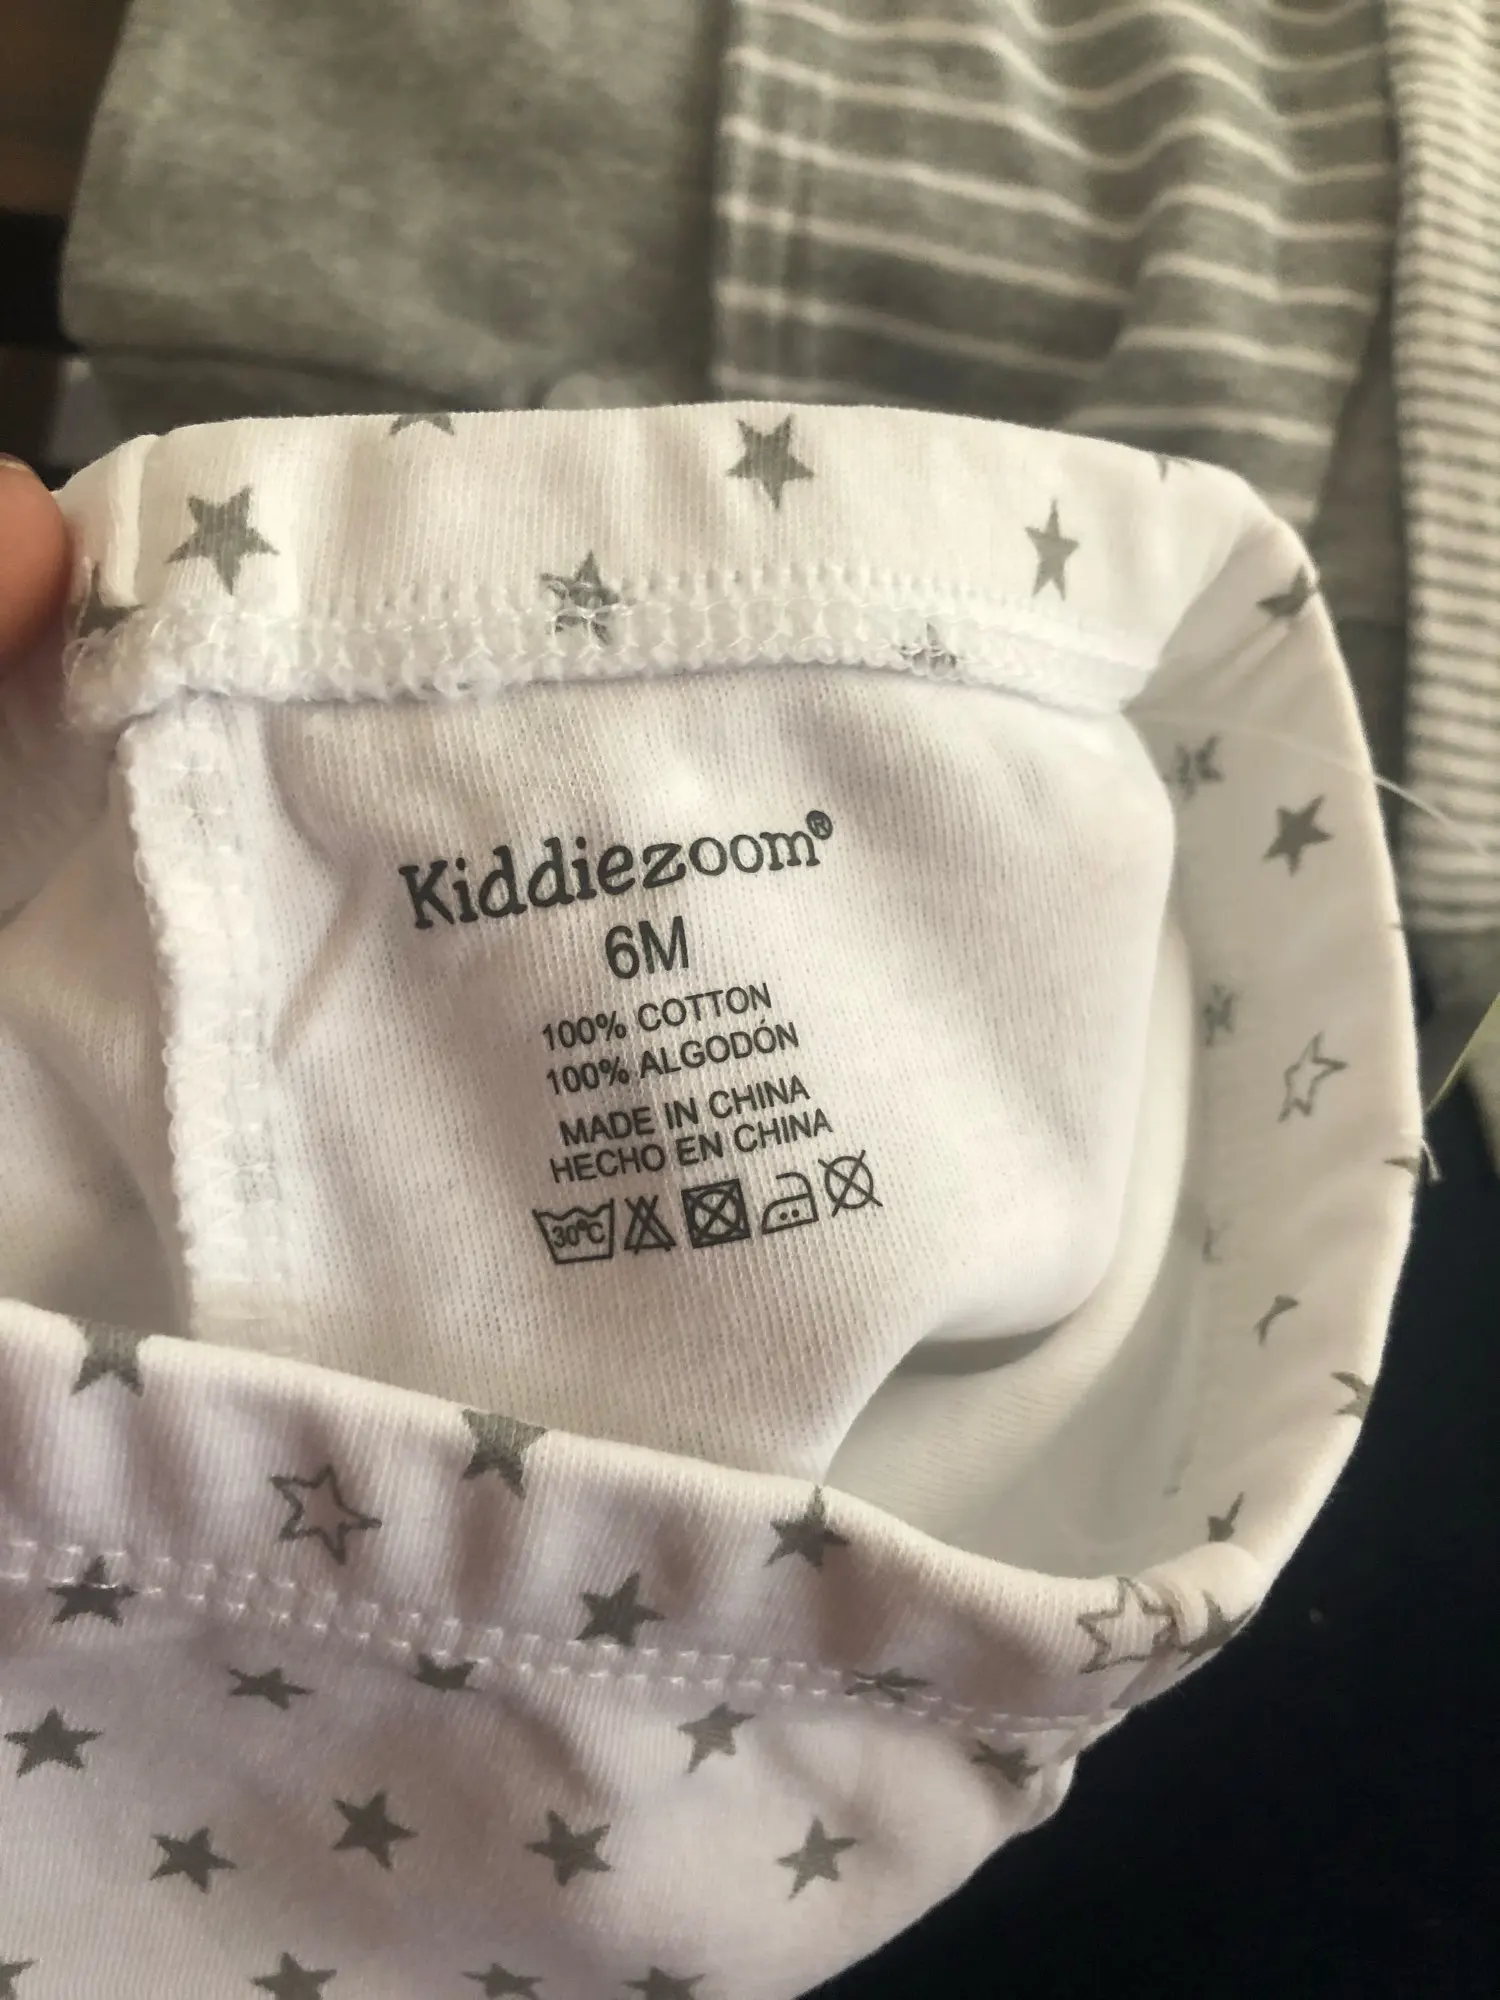 Kiddiezoom®
6M
100% COTTON
100% ALGODÓN
MADE IN CHINA
HECHO EN CHINA
30°C